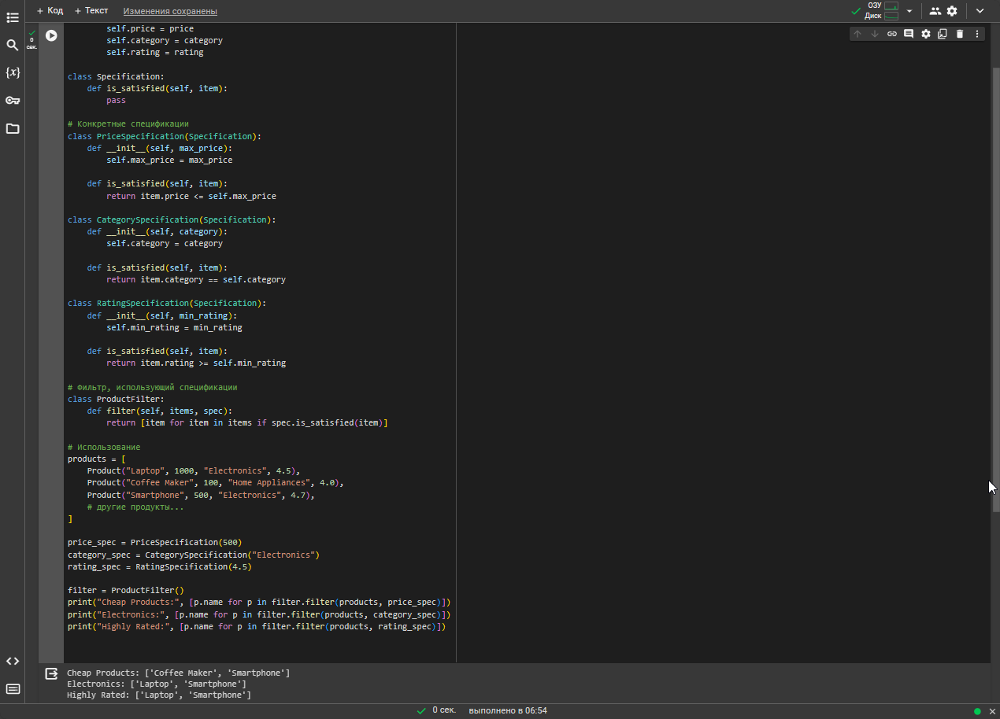 + Код + Текст Изменения сохранены
ОЗУ
Диск
0
сек.
{x}
        self.price = price
        self.category = category
        self.rating = rating

class Specification:
    def is_satisfied(self, item):
        pass

# Конкретные спецификации
class PriceSpecification(Specification):
    def __init__(self, max_price):
        self.max_price = max_price

    def is_satisfied(self, item):
        return item.price <= self.max_price

class CategorySpecification(Specification):
    def __init__(self, category):
        self.category = category

    def is_satisfied(self, item):
        return item.category == self.category

class RatingSpecification(Specification):
    def __init__(self, min_rating):
        self.min_rating = min_rating

    def is_satisfied(self, item):
        return item.rating >= self.min_rating

# Фильтр, использующий спецификации
class ProductFilter:
    def filter(self, items, spec):
        return [item for item in items if spec.is_satisfied(item)]

# Использование
products = [
    Product("Laptop", 1000, "Electronics", 4.5),
    Product("Coffee Maker", 100, "Home Appliances", 4.0),
    Product("Smartphone", 500, "Electronics", 4.7),
    # другие продукты...
]

price_spec = PriceSpecification(500)
category_spec = CategorySpecification("Electronics")
rating_spec = RatingSpecification(4.5)

filter = ProductFilter()
print("Cheap Products:", [p.name for p in filter.filter(products, price_spec)])
print("Electronics:", [p.name for p in filter.filter(products, category_spec)])
print("Highly Rated:", [p.name for p in filter.filter(products, rating_spec)])

Cheap Products: ['Coffee Maker', 'Smartphone']
Electronics: ['Laptop', 'Smartphone']
Highly Rated: ['Laptop', 'Smartphone']
0 сек. выполнено в 06:54